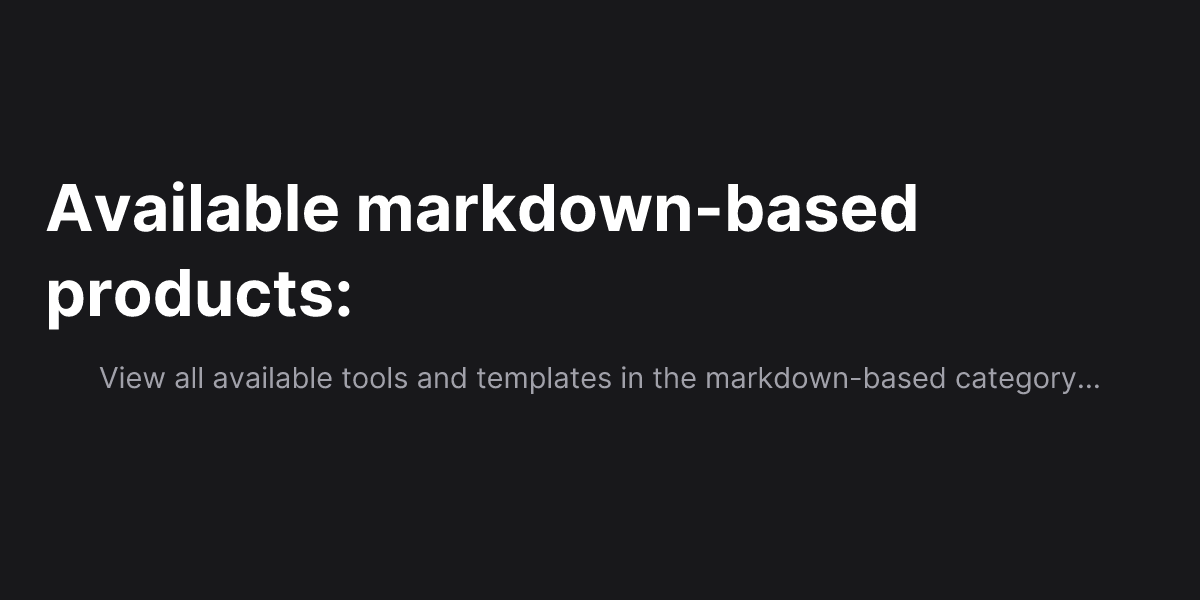 Available markdown-based
products:
View all available tools and templates in the markdown-based category...